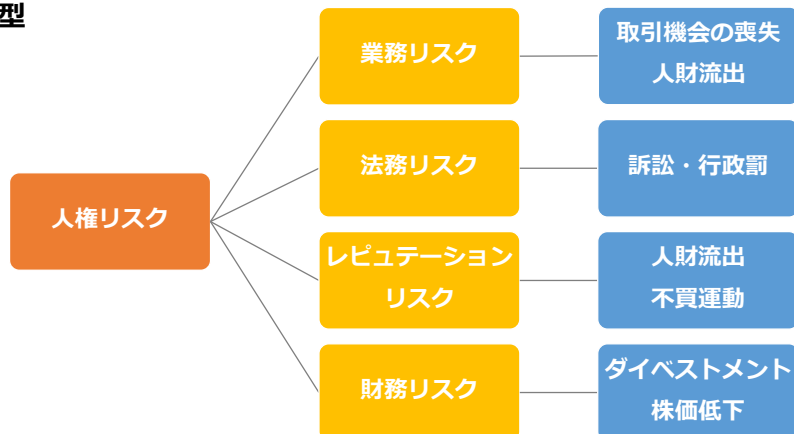 型
人権リスク
業務リスク
取引機会の喪失
人財流出
法務リスク
訴訟・行政罰
レピュテーション
リスク
人財流出
不買運動
財務リスク
ダイベストメント
株価低下